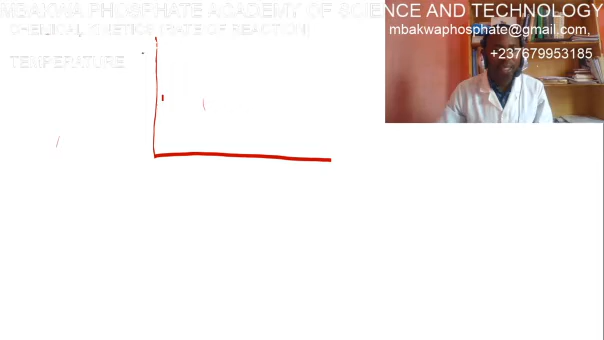 MBAKWA PHOSPHATE ACADEMY OF SCIENCE AND TECHNOLOGY
CHEMICAL KINETICS (RATE OF REACTION)
mbakwaphosphate@gmail.com,
+237679953185
TEMPERATURE